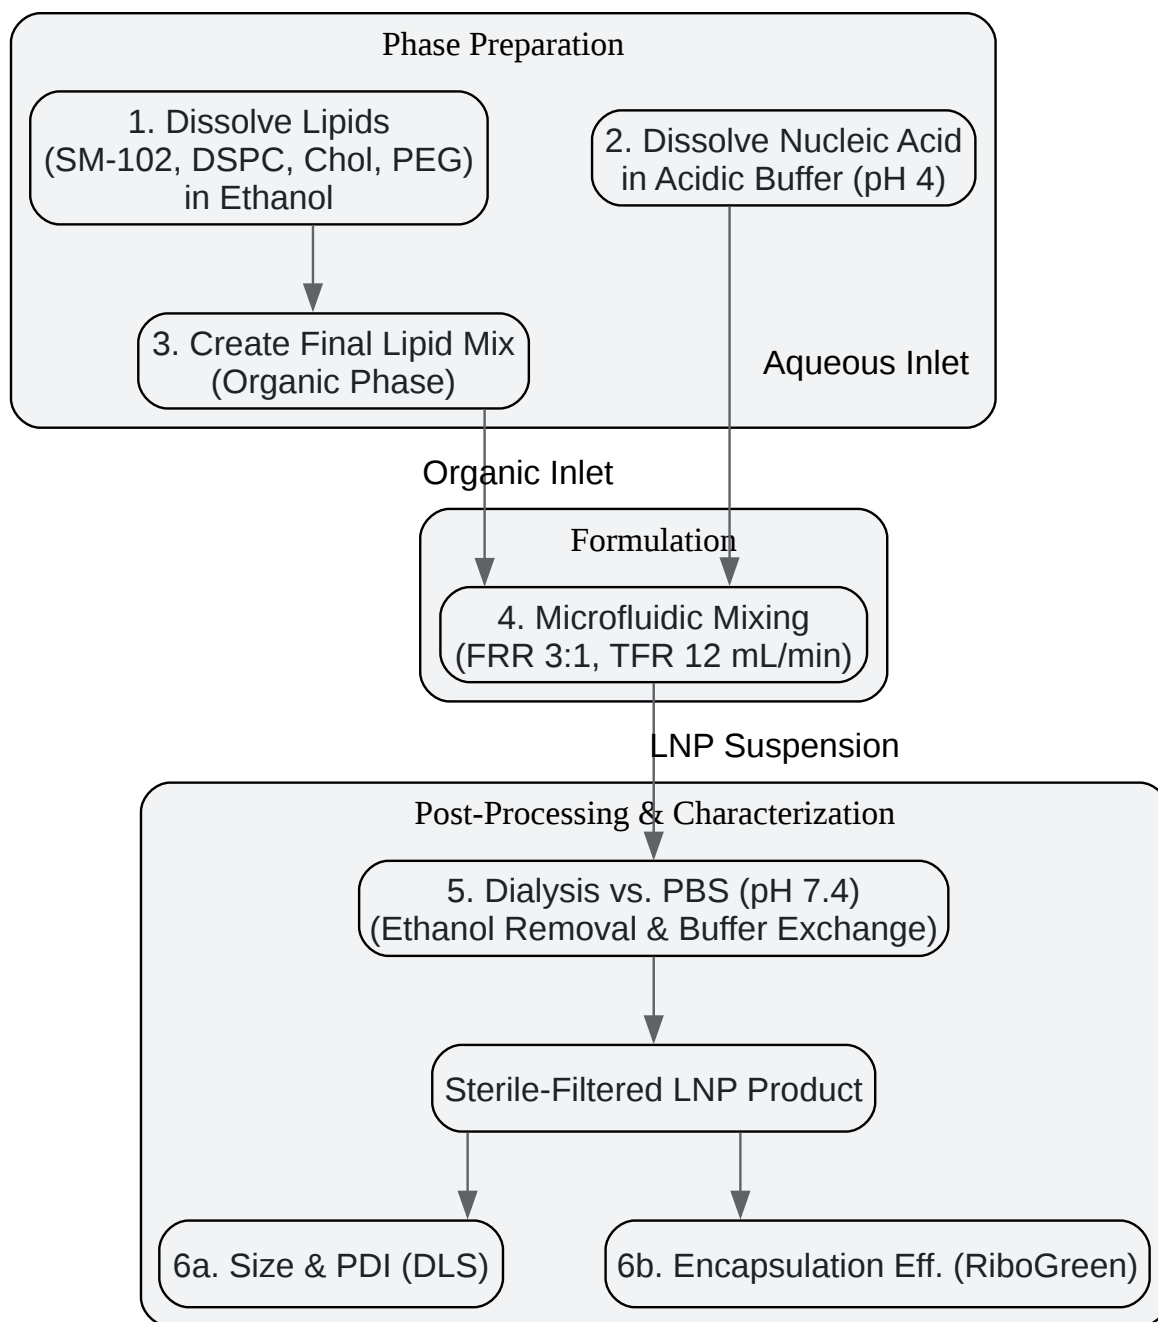 Phase Preparation
1. Dissolve Lipids
(SM-102, DSPC, Chol, PEG)
in Ethanol
2. Dissolve Nucleic Acid
in Acidic Buffer (pH 4)
3. Create Final Lipid Mix
(Organic Phase)
Aqueous Inlet
Organic Inlet
Formulation
4. Microfluidic Mixing
(FRR 3:1, TFR 12 mL/min)
LNP Suspension
Post-Processing & Characterization
5. Dialysis vs. PBS (pH 7.4)
(Ethanol Removal & Buffer Exchange)
Sterile-Filtered LNP Product
6a. Size & PDI (DLS)
6b. Encapsulation Eff. (RiboGreen)